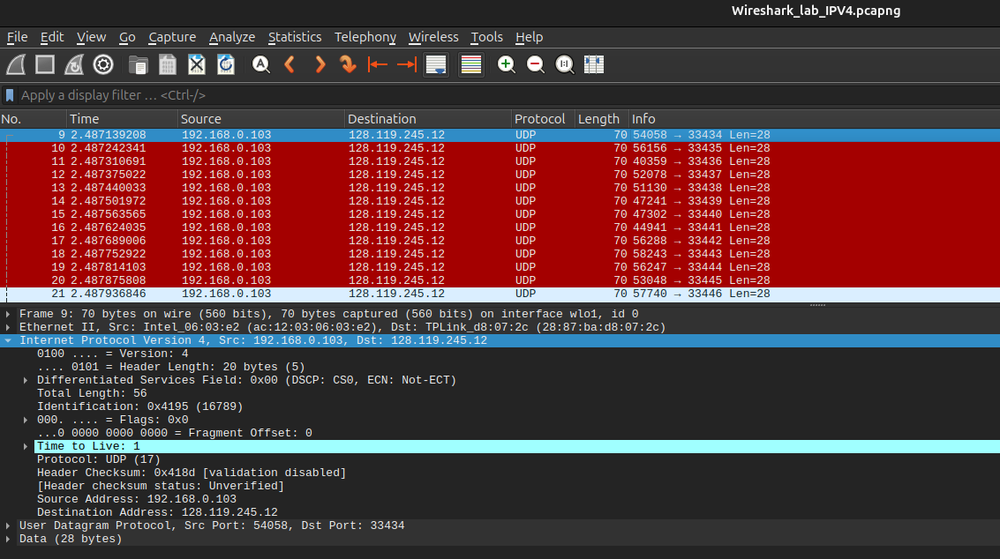 Wireshark_lab_IPV4.pcapng
File Edit View Go Capture Analyze Statistics Telephony Wireless Tools Help
Apply a display filter … <Ctrl-/>
No. Time Source Destination Protocol Length Info
9 2.487139208 192.168.0.103 128.119.245.12 UDP 70 54058 → 33434 Len=28
10 2.487242341 192.168.0.103 128.119.245.12 UDP 70 56156 → 33435 Len=28
11 2.487310691 192.168.0.103 128.119.245.12 UDP 70 40359 → 33436 Len=28
12 2.487375022 192.168.0.103 128.119.245.12 UDP 70 52078 → 33437 Len=28
13 2.487440033 192.168.0.103 128.119.245.12 UDP 70 51130 → 33438 Len=28
14 2.487501972 192.168.0.103 128.119.245.12 UDP 70 47241 → 33439 Len=28
15 2.487563565 192.168.0.103 128.119.245.12 UDP 70 47302 → 33440 Len=28
16 2.487624035 192.168.0.103 128.119.245.12 UDP 70 44941 → 33441 Len=28
17 2.487689006 192.168.0.103 128.119.245.12 UDP 70 56288 → 33442 Len=28
18 2.487752922 192.168.0.103 128.119.245.12 UDP 70 58243 → 33443 Len=28
19 2.487814103 192.168.0.103 128.119.245.12 UDP 70 56247 → 33444 Len=28
20 2.487875808 192.168.0.103 128.119.245.12 UDP 70 53048 → 33445 Len=28
21 2.487936846 192.168.0.103 128.119.245.12 UDP 70 57740 → 33446 Len=28
Frame 9: 70 bytes on wire (560 bits), 70 bytes captured (560 bits) on interface wlo1, id 0
Ethernet II, Src: Intel_06:03:e2 (ac:12:03:06:03:e2), Dst: TPLink_d8:07:2c (28:87:ba:d8:07:2c)
Internet Protocol Version 4, Src: 192.168.0.103, Dst: 128.119.245.12
0100 .... = Version: 4
.... 0101 = Header Length: 20 bytes (5)
Differentiated Services Field: 0x00 (DSCP: CS0, ECN: Not-ECT)
Total Length: 56
Identification: 0x4195 (16789)
000. .... = Flags: 0x0
...0 0000 0000 0000 = Fragment Offset: 0
Time to Live: 1
Protocol: UDP (17)
Header Checksum: 0x418d [validation disabled]
[Header checksum status: Unverified]
Source Address: 192.168.0.103
Destination Address: 128.119.245.12
User Datagram Protocol, Src Port: 54058, Dst Port: 33434
Data (28 bytes)